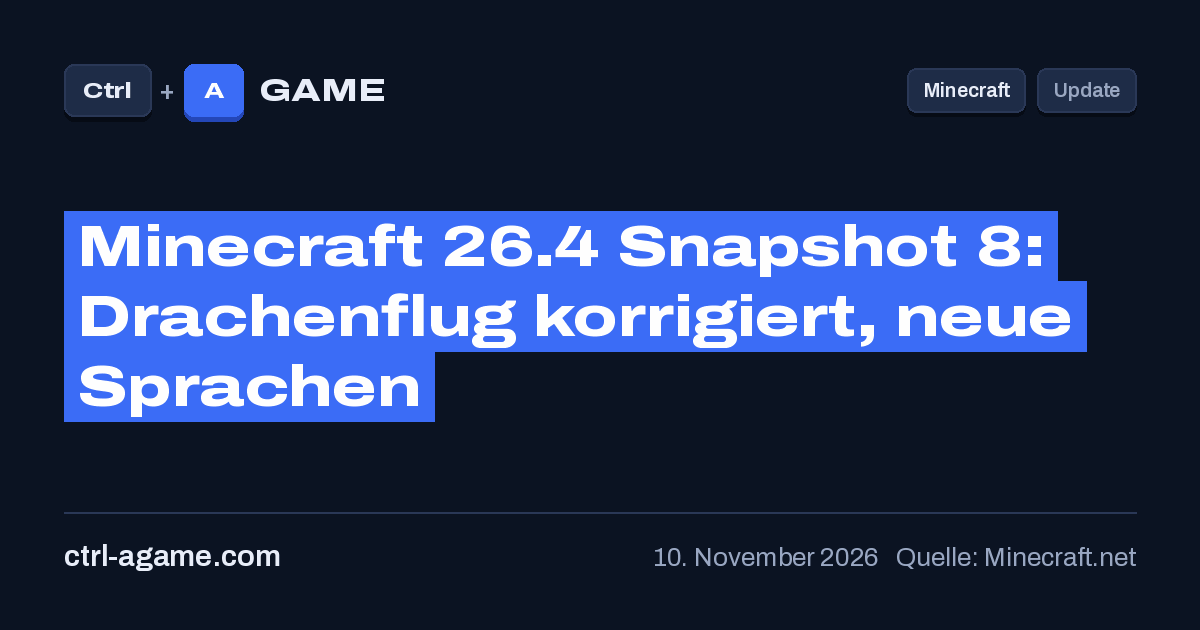 Ctrl + A GAME
Minecraft Update
Minecraft 26.4 Snapshot 8:
Drachenflug korrigiert, neue
Sprachen
ctrl-agame.com
10. November 2026 Quelle: Minecraft.net